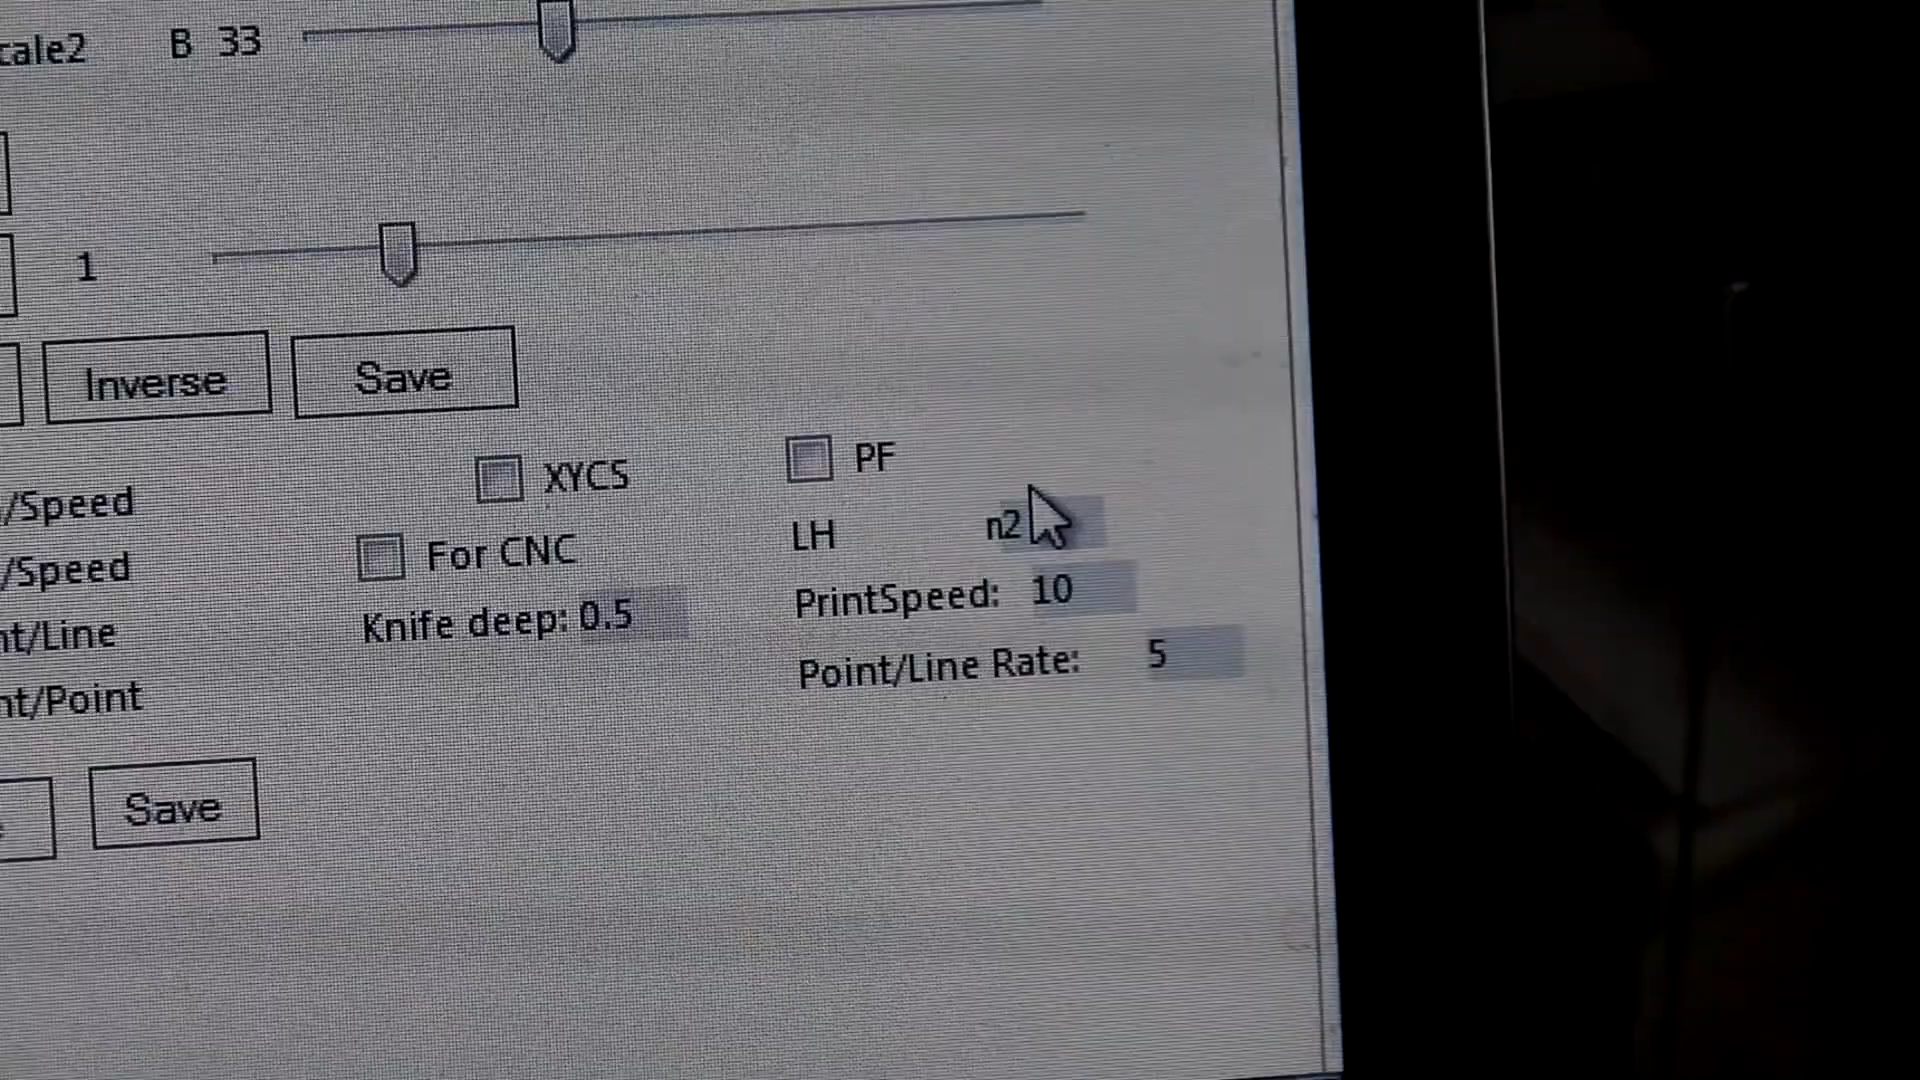 cale2 B 33
1
Inverse Save
/Speed XYCS PF
/Speed For CNC LH n2
nt/Line Knife deep: 0.5 PrintSpeed: 10
nt/Point Point/Line Rate: 5
Save